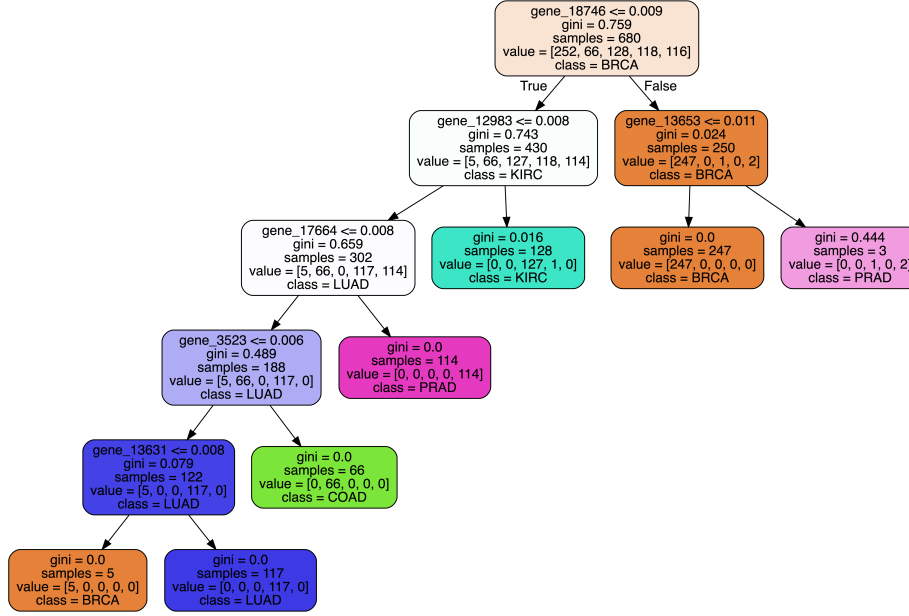 gene_18746 <= 0.009
gini = 0.759
samples = 680
value = [252, 66, 128, 118, 116]
class = BRCA
True
False
gene_12983 <= 0.008
gini = 0.743
samples = 430
value = [5, 66, 127, 118, 114]
class = KIRC
gene_13653 <= 0.011
gini = 0.024
samples = 250
value = [247, 0, 1, 0, 2]
class = BRCA
gene_17664 <= 0.008
gini = 0.659
samples = 302
value = [5, 66, 0, 117, 114]
class = LUAD
gini = 0.016
samples = 128
value = [0, 0, 127, 1, 0]
class = KIRC
gini = 0.0
samples = 247
value = [247, 0, 0, 0, 0]
class = BRCA
gini = 0.444
samples = 3
value = [0, 0, 1, 0, 2]
class = PRAD
gene_3523 <= 0.006
gini = 0.489
samples = 188
value = [5, 66, 0, 117, 0]
class = LUAD
gini = 0.0
samples = 114
value = [0, 0, 0, 0, 114]
class = PRAD
gene_13631 <= 0.008
gini = 0.079
samples = 122
value = [5, 0, 0, 117, 0]
class = LUAD
gini = 0.0
samples = 66
value = [0, 66, 0, 0, 0]
class = COAD
gini = 0.0
samples = 5
value = [5, 0, 0, 0, 0]
class = BRCA
gini = 0.0
samples = 117
value = [0, 0, 0, 117, 0]
class = LUAD